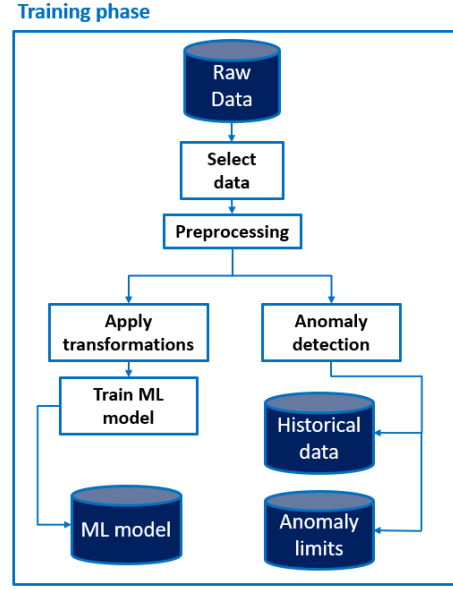 Training phase
Raw
Data
Select
data
Preprocessing
Apply
transformations
Anomaly
detection
Train ML
model
Historical
data
ML model
Anomaly
limits